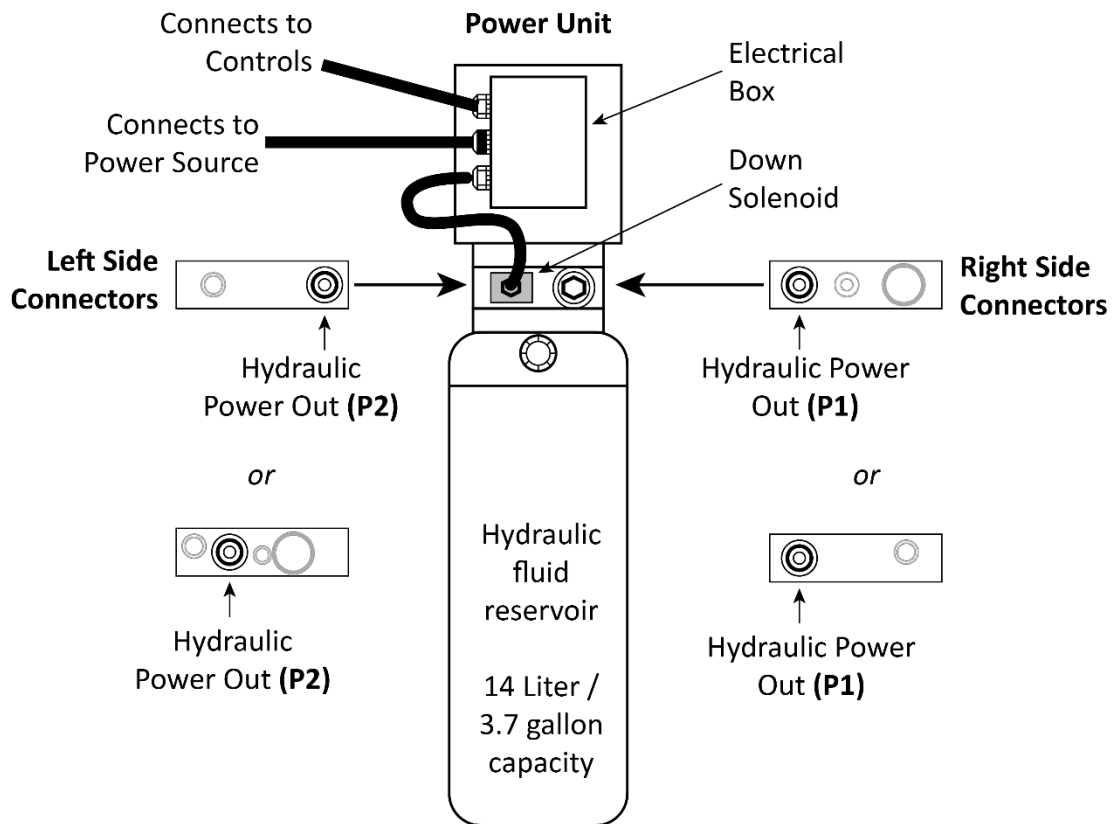 Connects to
Controls
Power Unit
Electrical
Box
Connects to
Power Source
Down
Solenoid
Left Side
Connectors
Right Side
Connectors
Hydraulic
Power Out (P2)
Hydraulic Power
Out (P1)
or
or
Hydraulic
Power Out (P2)
Hydraulic
fluid
reservoir
14 Liter /
3.7 gallon
capacity
Hydraulic Power
Out (P1)